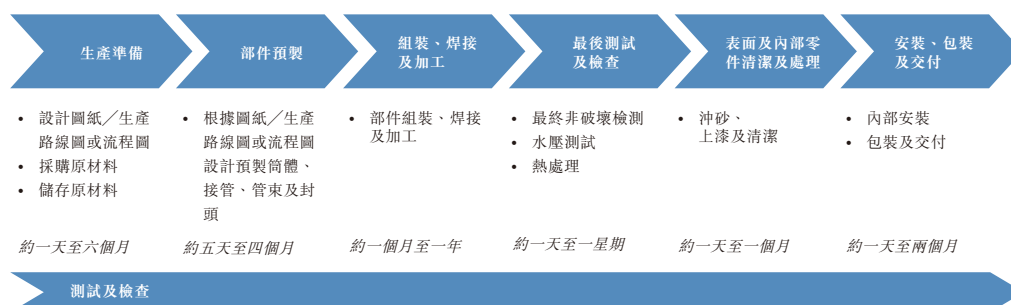 生產準備
部件預製
組裝、焊接
及加工
最後測試
及檢查
表面及內部零
件清潔及處理
安裝、包裝
及交付
• 設計圖紙／生產
路線圖或流程圖
• 採購原材料
• 儲存原材料
• 根據圖紙／生產
路線圖或流程圖
設計預製筒體、
接管、管束及封
頭
• 部件組裝、焊接
及加工
• 最終非破壞檢測
• 水壓測試
• 熱處理
• 沖砂、
上漆及清潔
• 內部安裝
• 包裝及交付
約一天至六個月
約五天至四個月
約一個月至一年
約一天至一星期
約一天至一個月
約一天至兩個月
測試及檢查